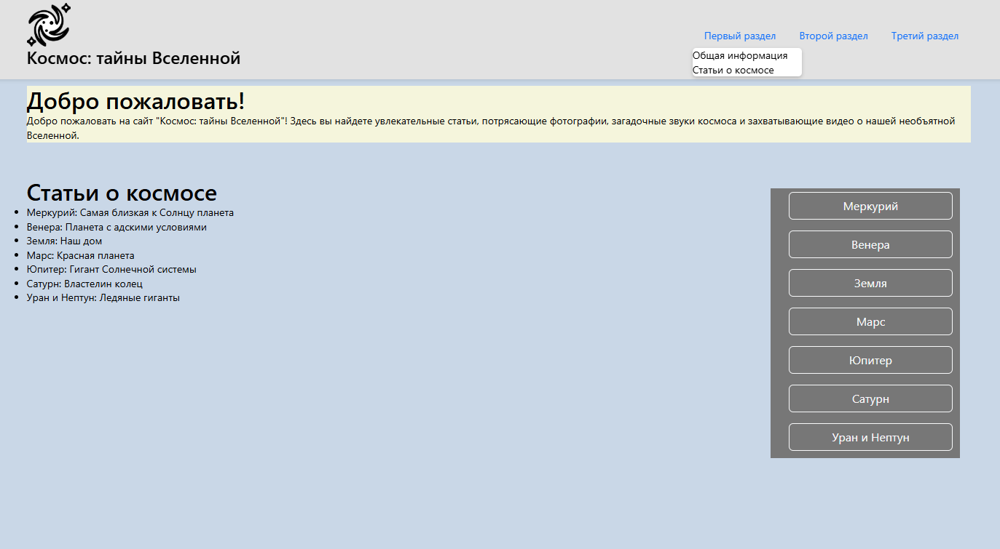 Космос: тайны Вселенной
Первый раздел Второй раздел Третий раздел
Общая информация
Статьи о космосе
Добро пожаловать!
Добро пожаловать на сайт "Космос: тайны Вселенной"! Здесь вы найдете увлекательные статьи, потрясающие фотографии, загадочные звуки космоса и захватывающие видео о нашей необъятной
Вселенной.
Статьи о космосе
Меркурий: Самая близкая к Солнцу планета
Венера: Планета с адскими условиями
Земля: Наш дом
Марс: Красная планета
Юпитер: Гигант Солнечной системы
Сатурн: Властелин колец
Уран и Нептун: Ледяные гиганты
Меркурий
Венера
Земля
Марс
Юпитер
Сатурн
Уран и Нептун